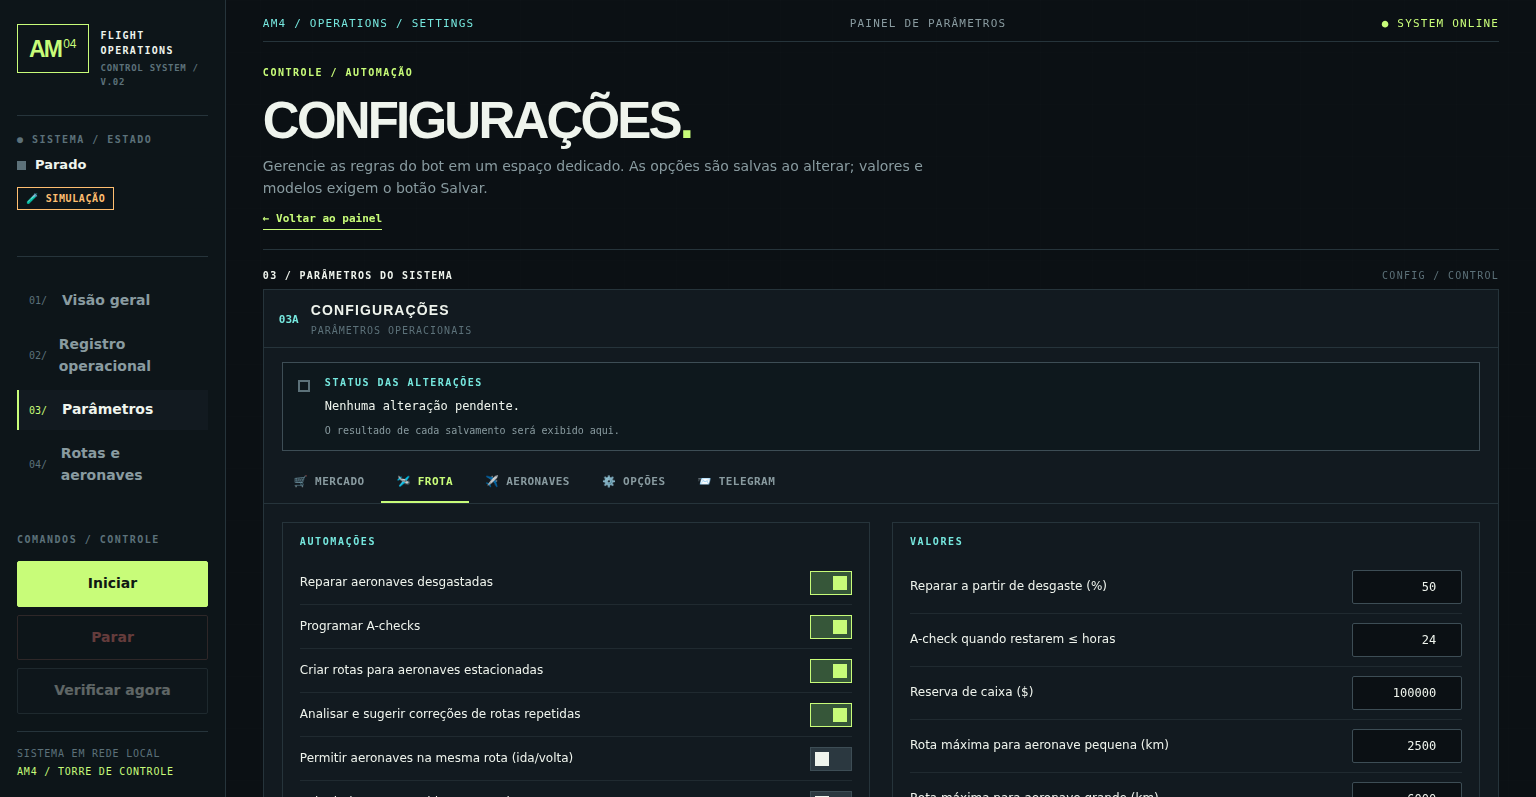 AM04
FLIGHT
OPERATIONS
CONTROL SYSTEM /
V.02
● SISTEMA / ESTADO
Parado
SIMULAÇÃO
01/ Visão geral
02/ Registro
operacional
03/ Parâmetros
04/ Rotas e
aeronaves
COMANDOS / CONTROLE
Iniciar
Parar
Verificar agora
SISTEMA EM REDE LOCAL
AM4 / TORRE DE CONTROLE
AM4 / OPERATIONS / SETTINGS
PAINEL DE PARÂMETROS
● SYSTEM ONLINE
CONTROLE / AUTOMAÇÃO
CONFIGURAÇÕES.
Gerencie as regras do bot em um espaço dedicado. As opções são salvas ao alterar; valores e
modelos exigem o botão Salvar.
← Voltar ao painel
03 / PARÂMETROS DO SISTEMA
CONFIG / CONTROL
03A
CONFIGURAÇÕES
PARÂMETROS OPERACIONAIS
STATUS DAS ALTERAÇÕES
Nenhuma alteração pendente.
O resultado de cada salvamento será exibido aqui.
MERCADO
FROTA
AERONAVES
OPÇÕES
TELEGRAM
AUTOMAÇÕES
Reparar aeronaves desgastadas
Programar A-checks
Criar rotas para aeronaves estacionadas
Analisar e sugerir correções de rotas repetidas
Permitir aeronaves na mesma rota (ida/volta)
VALORES
Reparar a partir de desgaste (%) 50
A-check quando restarem ≤ horas 24
Reserva de caixa ($) 100000
Rota máxima para aeronave pequena (km) 2500
Rota máxima para aeronave grande (km) 6000